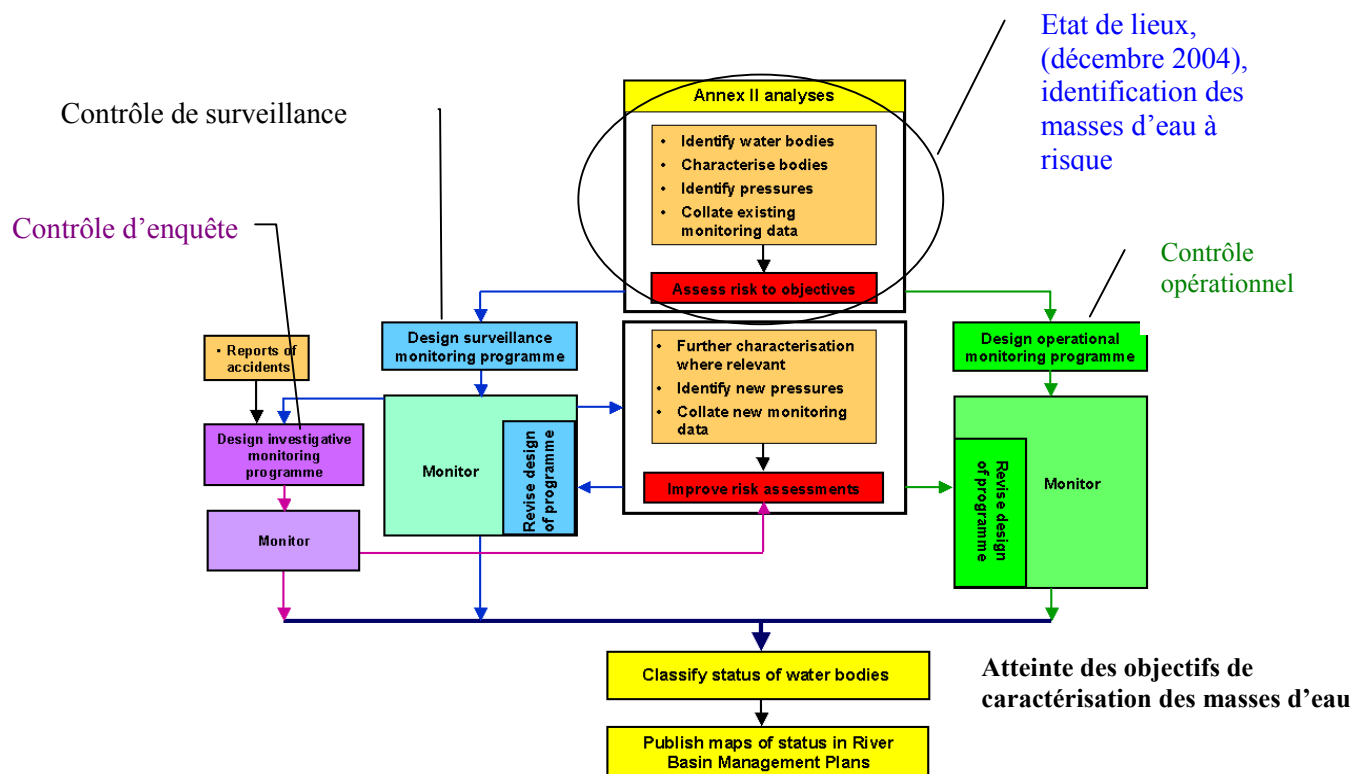 Etat de lieux,
(décembre 2004),
identification des
masses d'eau à
risque
Annex II analyses
Contrôle de surveillance
• Identify water bodies
• Characterise bodies
• Identify pressures
• Collate existing
monitoring data
Contrôle d'enquête
Contrôle
opérationnel
Assess risk to objectives
Design surveillance
monitoring programme
Design operational
monitoring programme
• Reports of
accidents
• Further characterisation
where relevant
• Identify new pressures
• Collate new monitoring
data
Design investigative
monitoring
programme
Monitor
Revise design
of programme
Improve risk assessments
Revise design
of programme
Monitor
Monitor
Classify status of water bodies
Atteinte des objectifs de
caractérisation des masses d'eau
Publish maps of status in River
Basin Management Plans